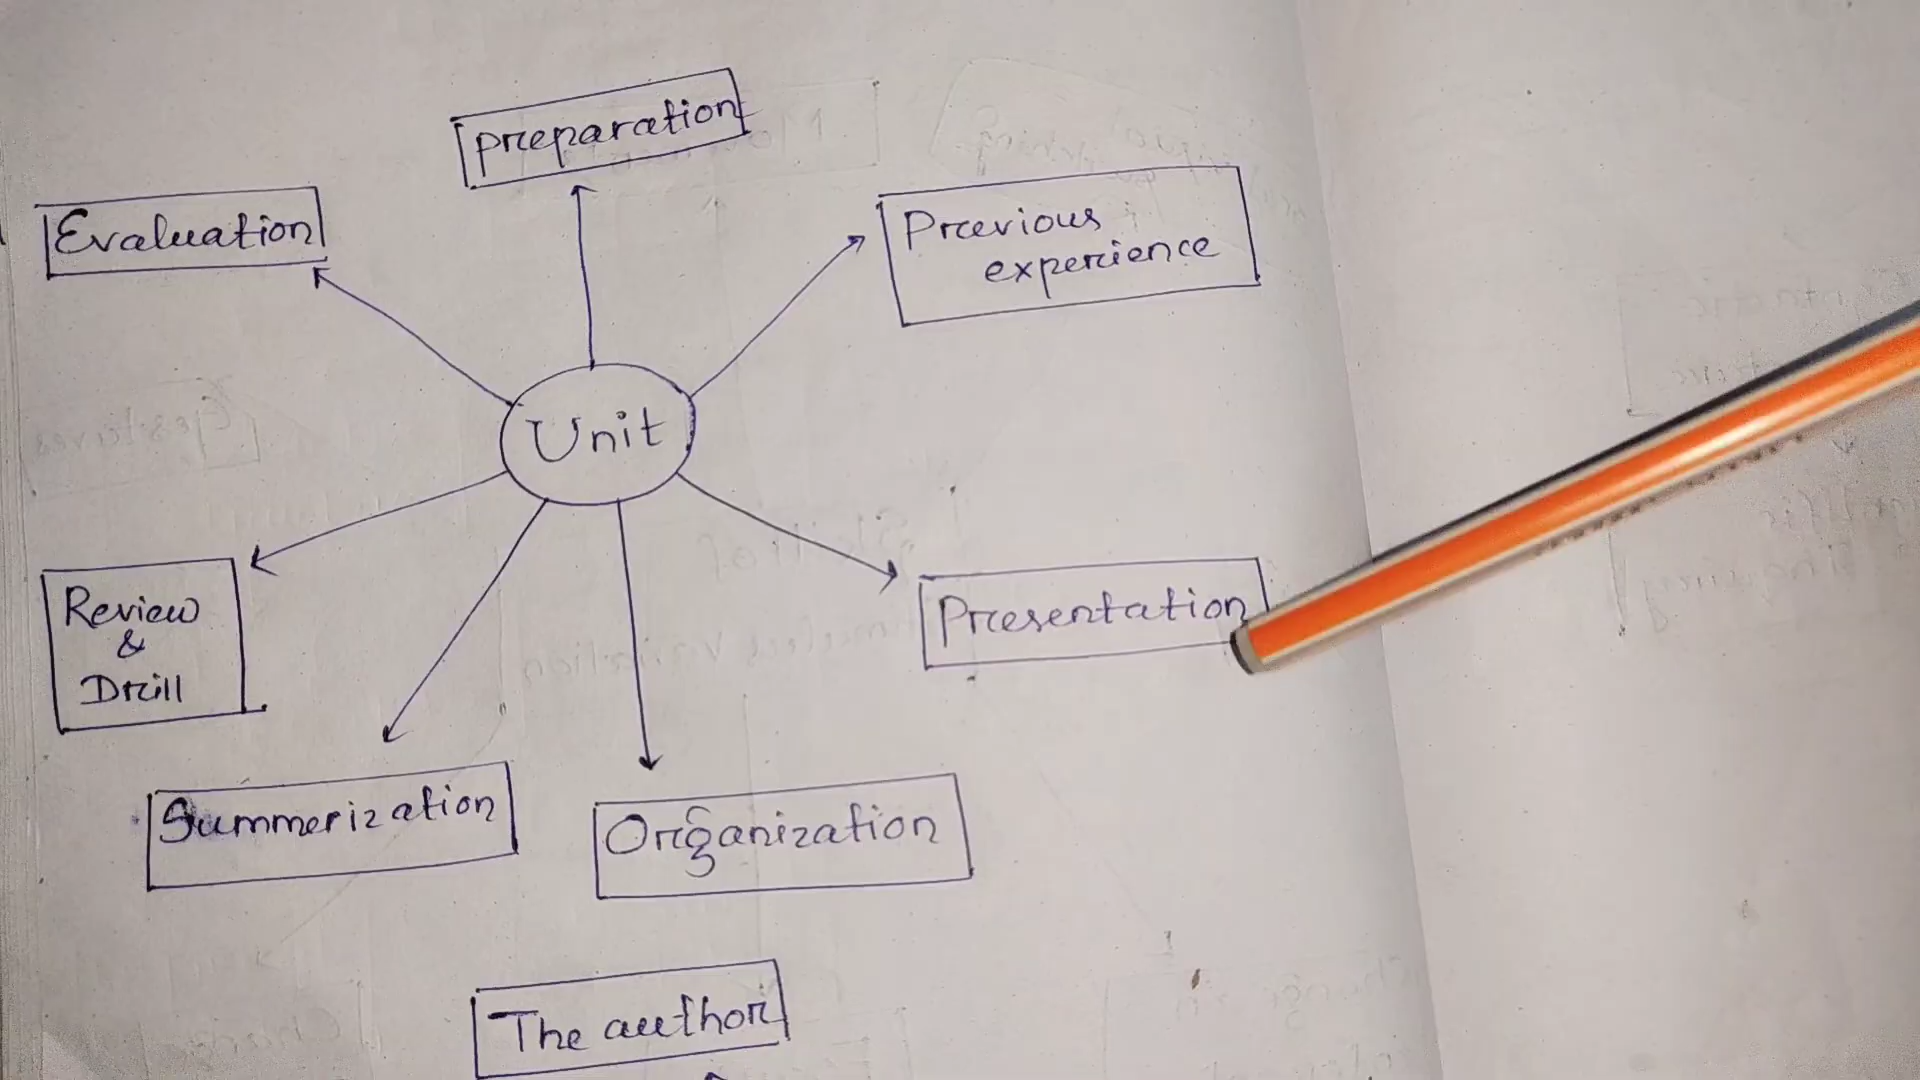 Preparation
Evaluation
Previous
experience
Unit
Review
&
Drill
Presentation
Summerization
Organization
The author